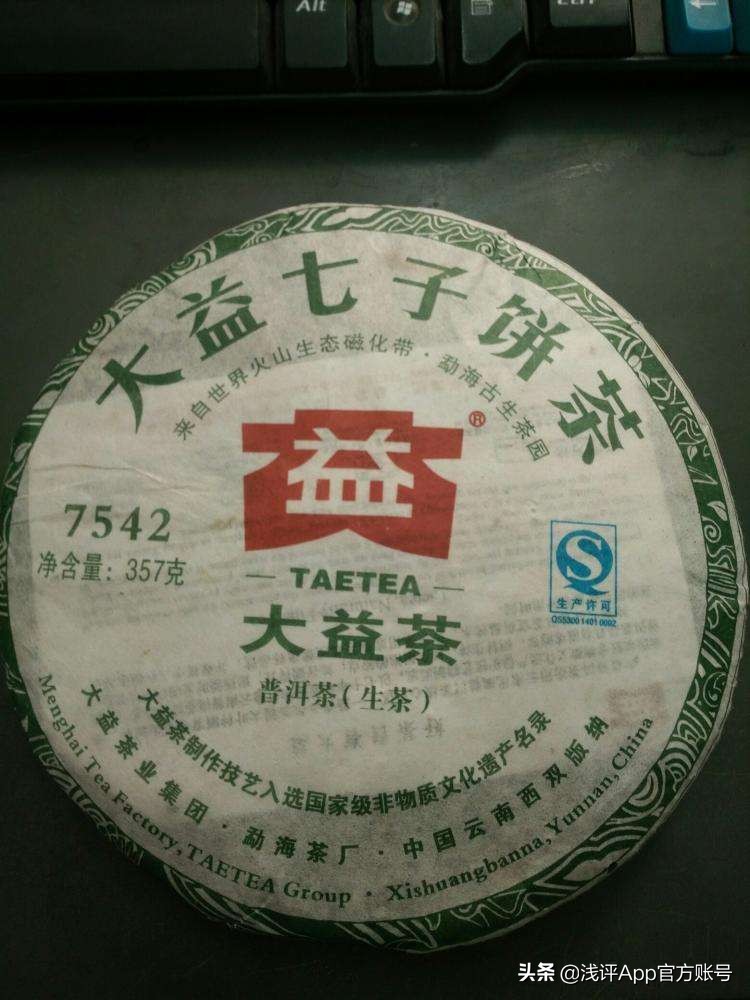 Alt
大益七子饼茶
来自世界火山生态磁化带·勐海古生茶园
益
®
7542
净含量：357克
— TAETEA —
大益茶
普洱茶(生茶)
S
生产许可
QS5300 1401 0002
大益茶制作技艺入选国家级非物质文化遗产名录
大益茶业集团·勐海茶厂·中国云南西双版纳
Menghai Tea Factory, TAETEA Group · Xishuangbanna, Yunnan, China
头条 @浅评App官方账号